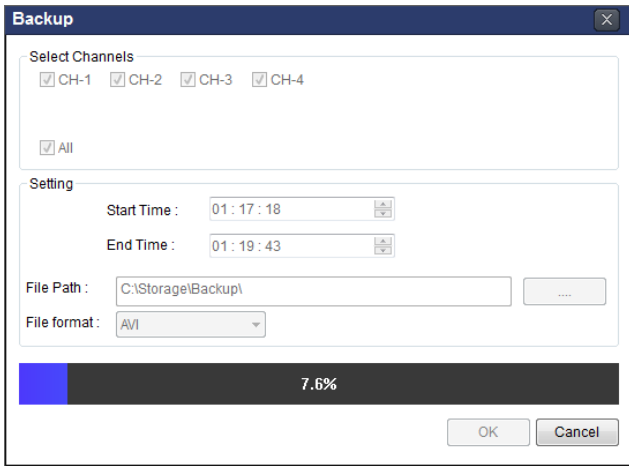 Backup
Select Channels
CH-1 CH-2 CH-3 CH-4
All
Setting
Start Time : 01 : 17 : 18
End Time : 01 : 19 : 43
File Path : C:\Storage\Backup\ ....
File format : AVI
7.6%
OK Cancel